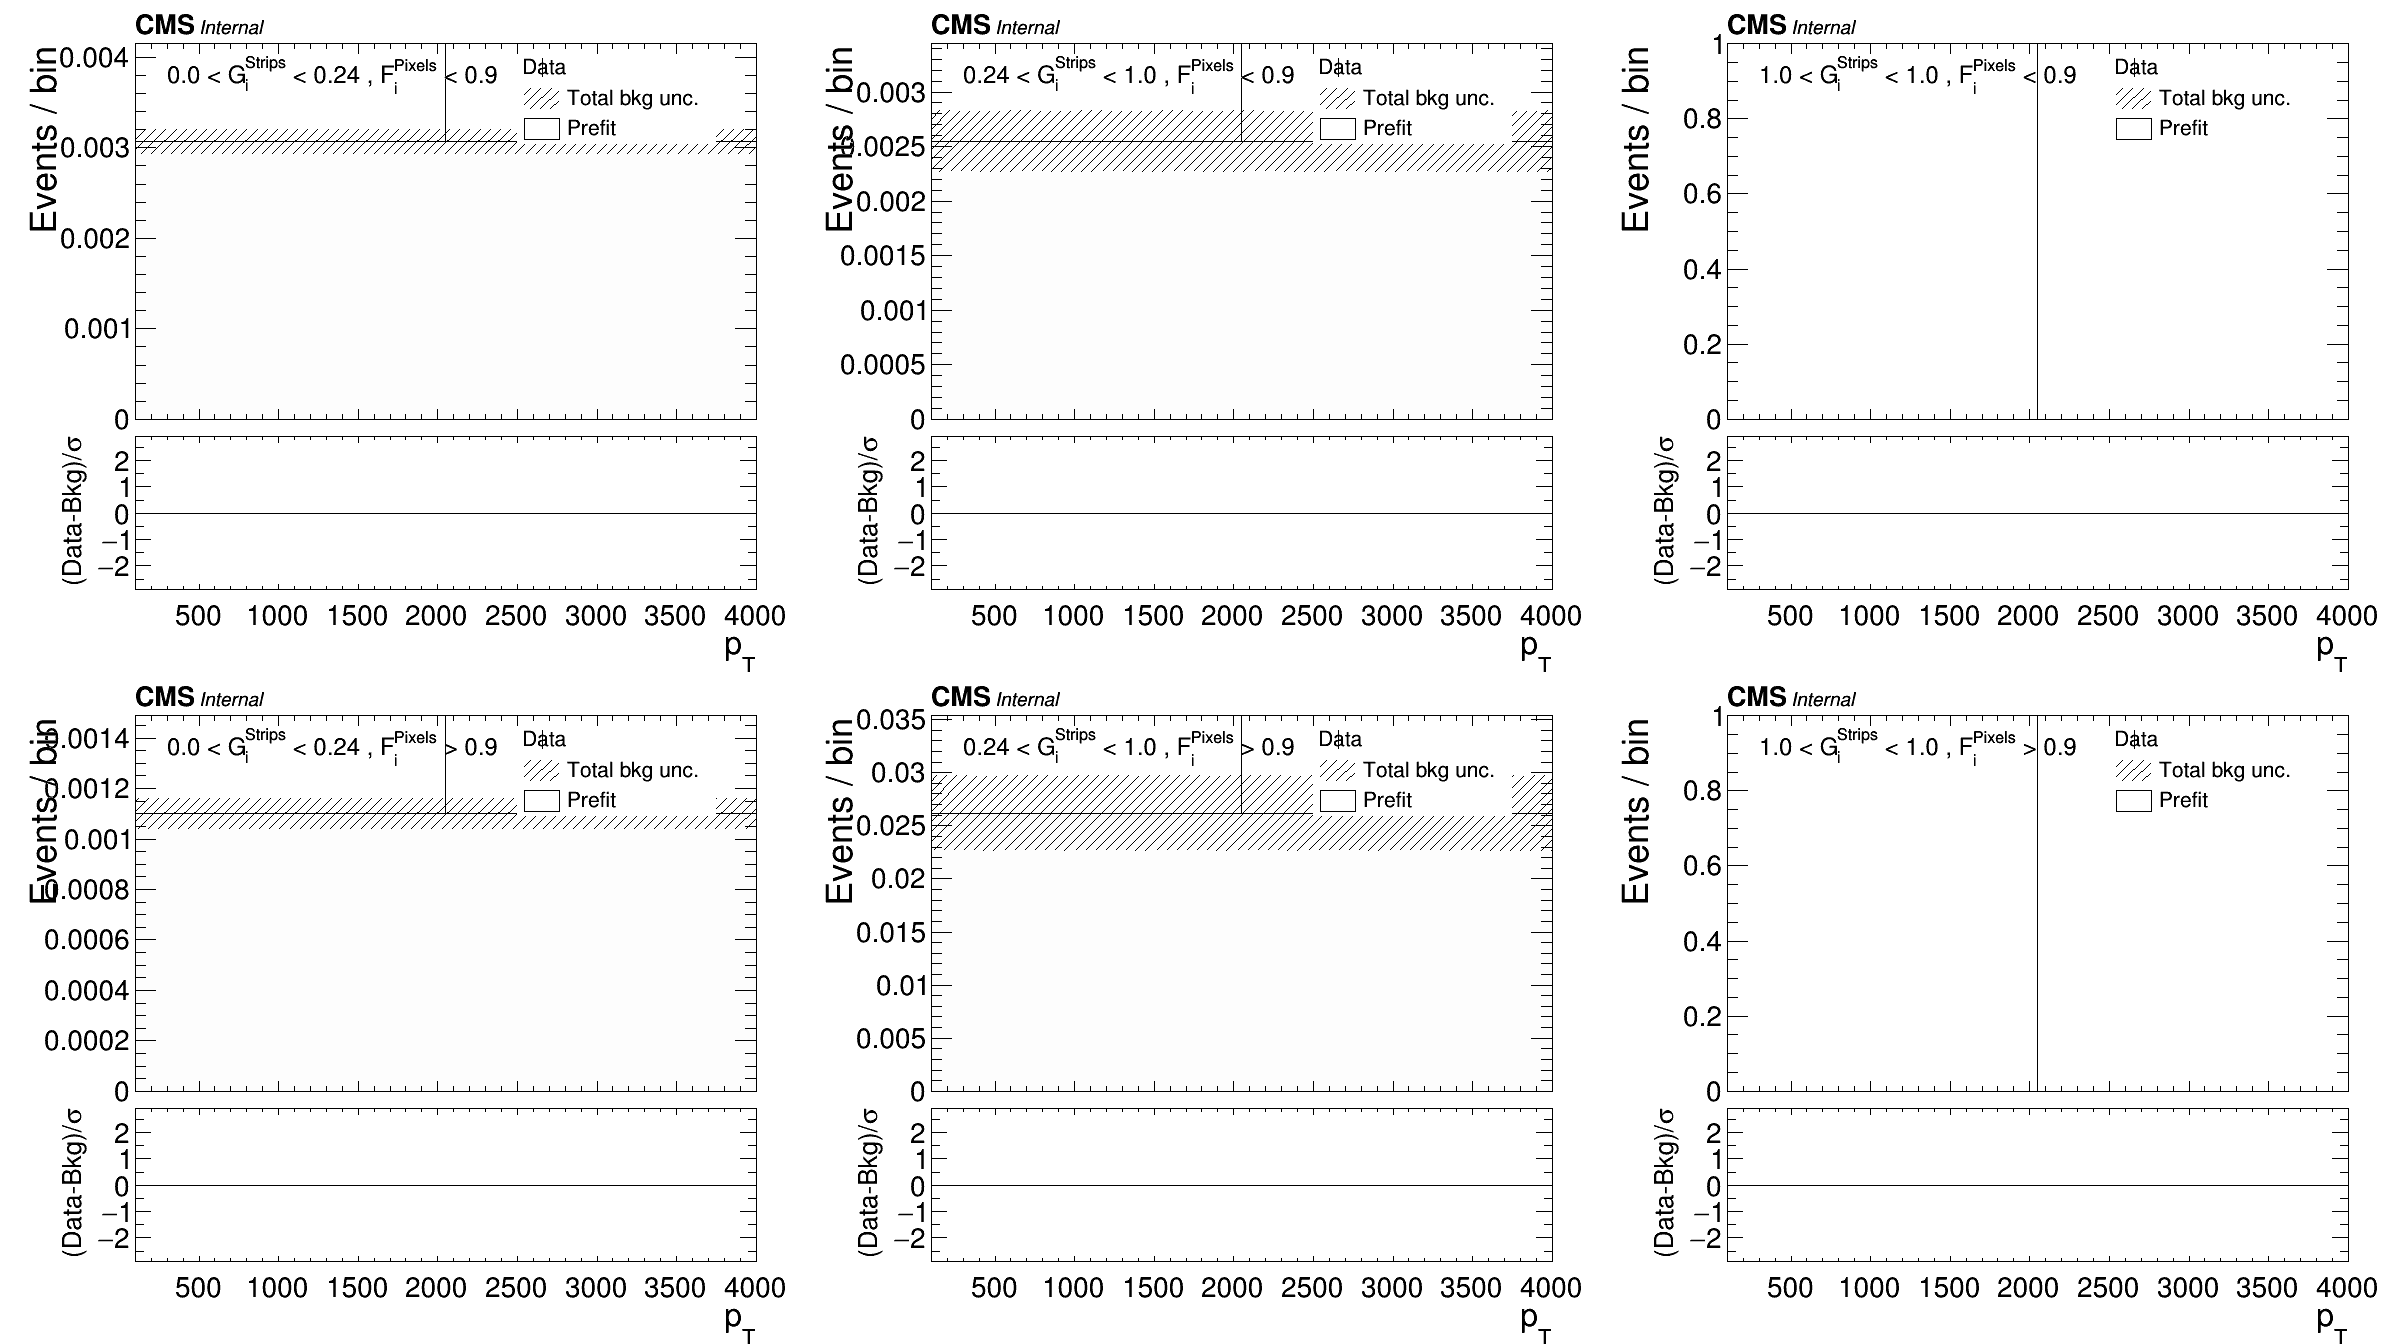 CMS Internal
Events / bin
0.0 < G_i^Strips < 0.24 , F_i^Pixels < 0.9
Data
Total bkg unc.
Prefit
0.004
0.003
0.002
0.001
0
(Data-Bkg)/σ
2
1
0
−1
−2
500 1000 1500 2000 2500 3000 3500 4000
p_T
CMS Internal
Events / bin
0.24 < G_i^Strips < 1.0 , F_i^Pixels < 0.9
Data
Total bkg unc.
Prefit
0.003
0.0025
0.002
0.0015
0.001
0.0005
0
(Data-Bkg)/σ
2
1
0
−1
−2
500 1000 1500 2000 2500 3000 3500 4000
p_T
CMS Internal
Events / bin
1.0 < G_i^Strips < 1.0 , F_i^Pixels < 0.9
Data
Total bkg unc.
Prefit
1
0.8
0.6
0.4
0.2
0
(Data-Bkg)/σ
2
1
0
−1
−2
500 1000 1500 2000 2500 3000 3500 4000
p_T
CMS Internal
Events / bin
0.0 < G_i^Strips < 0.24 , F_i^Pixels > 0.9
Data
Total bkg unc.
Prefit
0.0014
0.0012
0.001
0.0008
0.0006
0.0004
0.0002
0
(Data-Bkg)/σ
2
1
0
−1
−2
500 1000 1500 2000 2500 3000 3500 4000
p_T
CMS Internal
Events / bin
0.24 < G_i^Strips < 1.0 , F_i^Pixels > 0.9
Data
Total bkg unc.
Prefit
0.035
0.03
0.025
0.02
0.015
0.01
0.005
0
(Data-Bkg)/σ
2
1
0
−1
−2
500 1000 1500 2000 2500 3000 3500 4000
p_T
CMS Internal
Events / bin
1.0 < G_i^Strips < 1.0 , F_i^Pixels > 0.9
Data
Total bkg unc.
Prefit
1
0.8
0.6
0.4
0.2
0
(Data-Bkg)/σ
2
1
0
−1
−2
500 1000 1500 2000 2500 3000 3500 4000
p_T